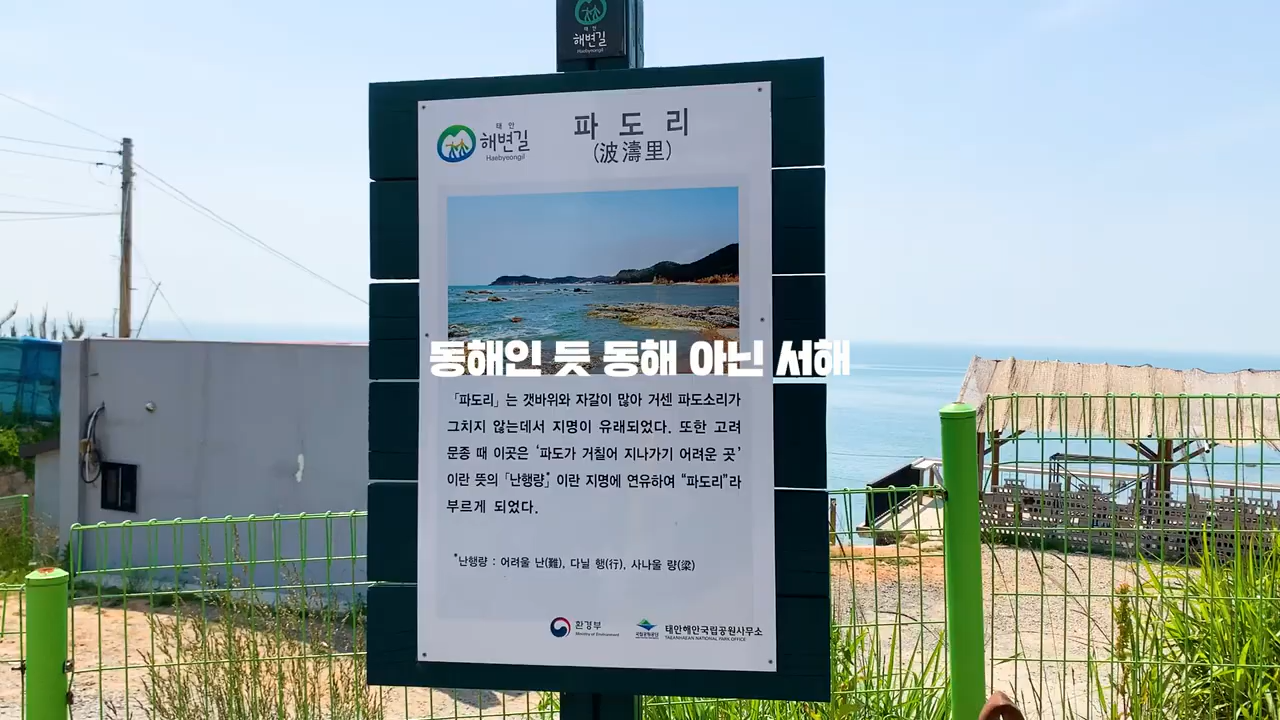 태안
해변길
Haebyeongil
태안
해변길
Haebyeongil
파도리
(波濤里)
동해인 듯 동해 아닌 서해
「파도리」는 갯바위와 자갈이 많아 거센 파도소리가
그치지 않는데서 지명이 유래되었다. 또한 고려
문종 때 이곳은 ‘파도가 거칠어 지나가기 어려운 곳’
이란 뜻의 「난행량*」이란 지명에 연유하여 “파도리”라
부르게 되었다.
*난행량 : 어려울 난(難), 다닐 행(行), 사나울 량(梁)
환경부
Ministry of Environment
국립공원공단
태안해안국립공원사무소
TAEANHAEAN NATIONAL PARK OFFICE